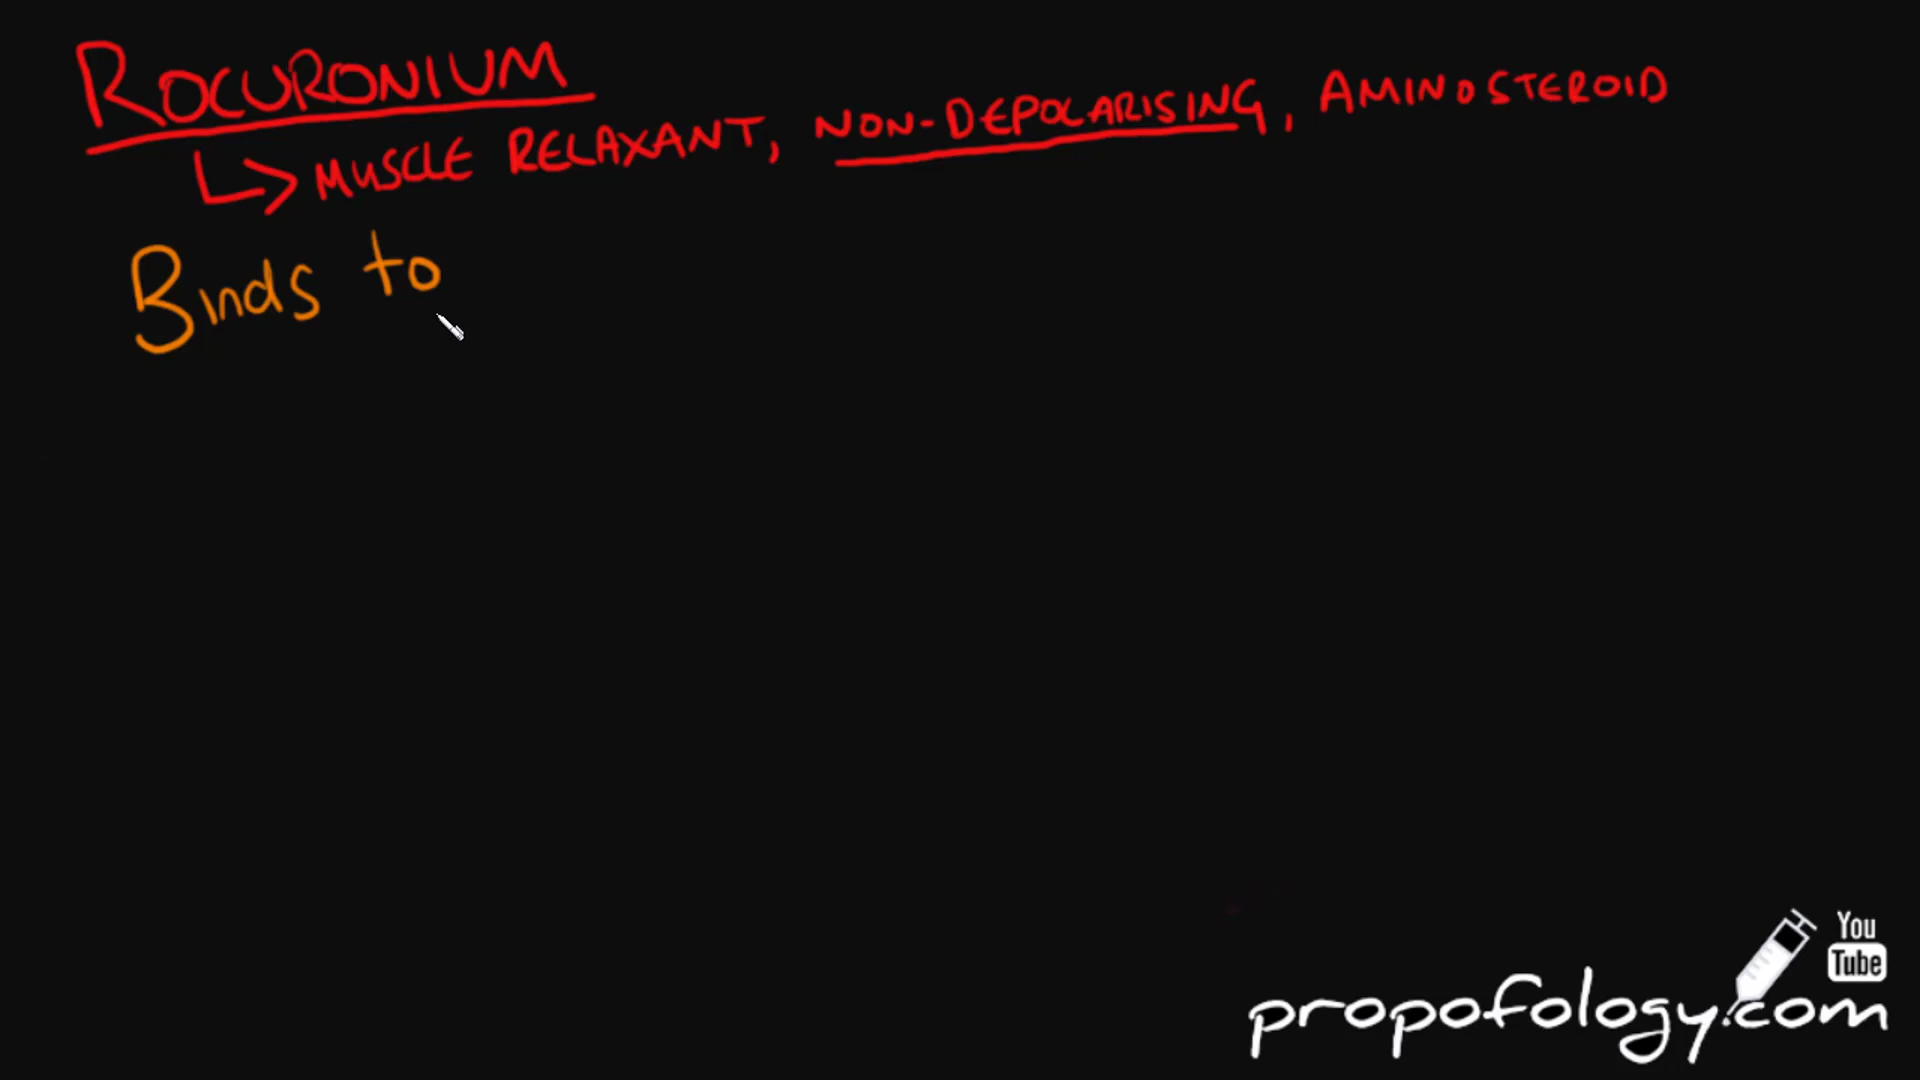 ROCURONIUM
MUSCLE RELAXANT, NON-DEPOLARISING, AMINOSTEROID
Binds to
You
Tube
propofology.com